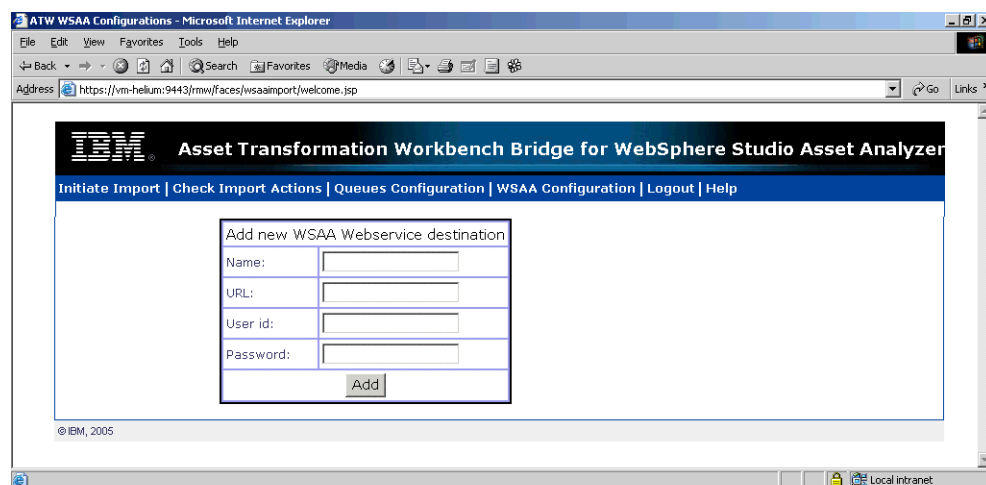 ATW WSAA Configurations - Microsoft Internet Explorer
File Edit View Favorites Tools Help
Back Search Favorites Media
Address https://vm-helium:9443/rmw/faces/wsaaimport/welcome.jsp Go Links
IBM® Asset Transformation Workbench Bridge for WebSphere Studio Asset Analyzer
Initiate Import | Check Import Actions | Queues Configuration | WSAA Configuration | Logout | Help
Add new WSAA Webservice destination
Name:
URL:
User id:
Password:
Add
© IBM, 2005
Local intranet